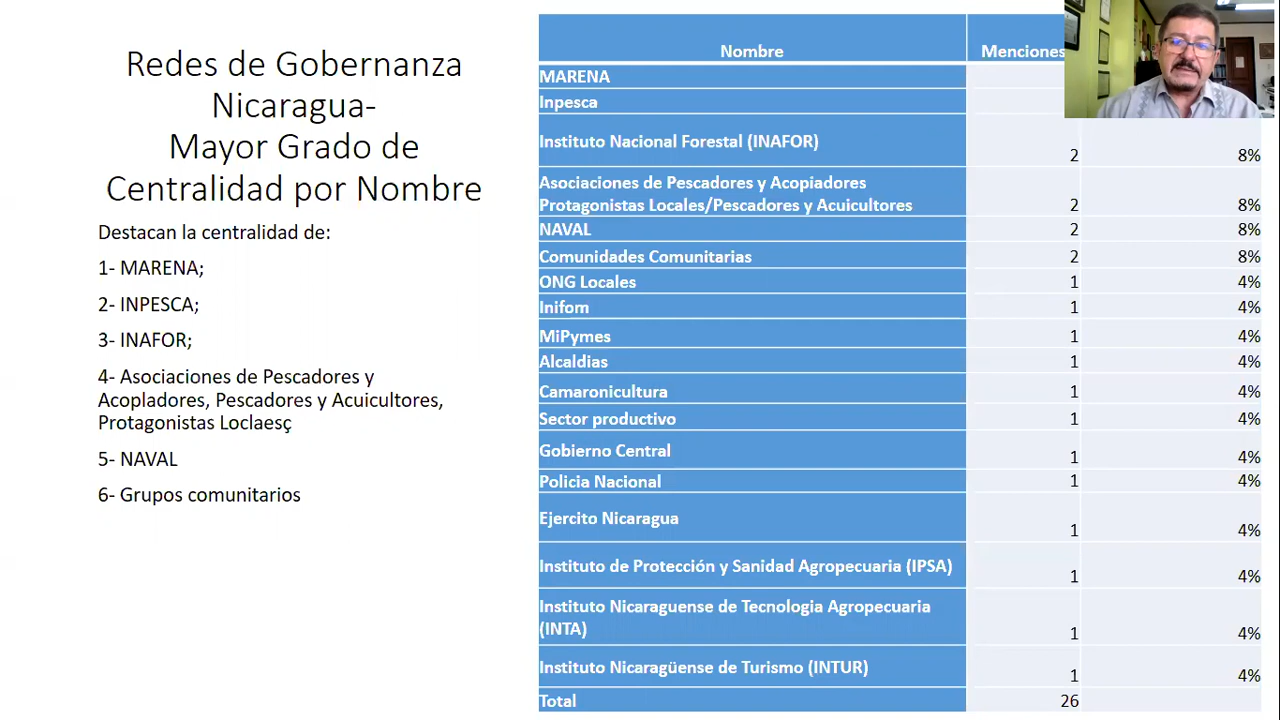 Redes de Gobernanza
Nicaragua-
Mayor Grado de
Centralidad por Nombre
Destacan la centralidad de:
1- MARENA;
2- INPESCA;
3- INAFOR;
4- Asociaciones de Pescadores y
Acopladores, Pescadores y Acuicultores,
Protagonistas Loclaesç
5- NAVAL
6- Grupos comunitarios
Nombre Menciones
MARENA
Inpesca
Instituto Nacional Forestal (INAFOR) 2 8%
Asociaciones de Pescadores y Acopiadores
Protagonistas Locales/Pescadores y Acuicultores 2 8%
NAVAL 2 8%
Comunidades Comunitarias 2 8%
ONG Locales 1 4%
Inifom 1 4%
MiPymes 1 4%
Alcaldias 1 4%
Camaronicultura 1 4%
Sector productivo 1 4%
Gobierno Central 1 4%
Policia Nacional 1 4%
Ejercito Nicaragua 1 4%
Instituto de Protección y Sanidad Agropecuaria (IPSA) 1 4%
Instituto Nicaraguense de Tecnologia Agropecuaria
(INTA) 1 4%
Instituto Nicaragüense de Turismo (INTUR) 1 4%
Total 26